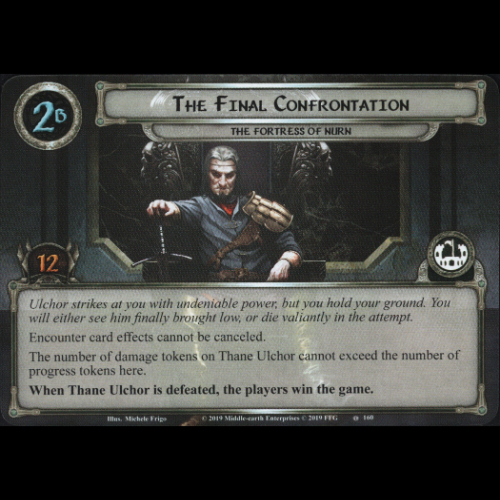 2B
THE FINAL CONFRONTATION
THE FORTRESS OF NURN
12
Ulchor strikes at you with undeniable power, but you hold your ground. You
will either see him finally brought low, or die valiantly in the attempt.
Encounter card effects cannot be canceled.
The number of damage tokens on Thane Ulchor cannot exceed the number of
progress tokens here.
When Thane Ulchor is defeated, the players win the game.
Illus. Michele Frigo © 2019 Middle-earth Enterprises © 2019 FFG 160